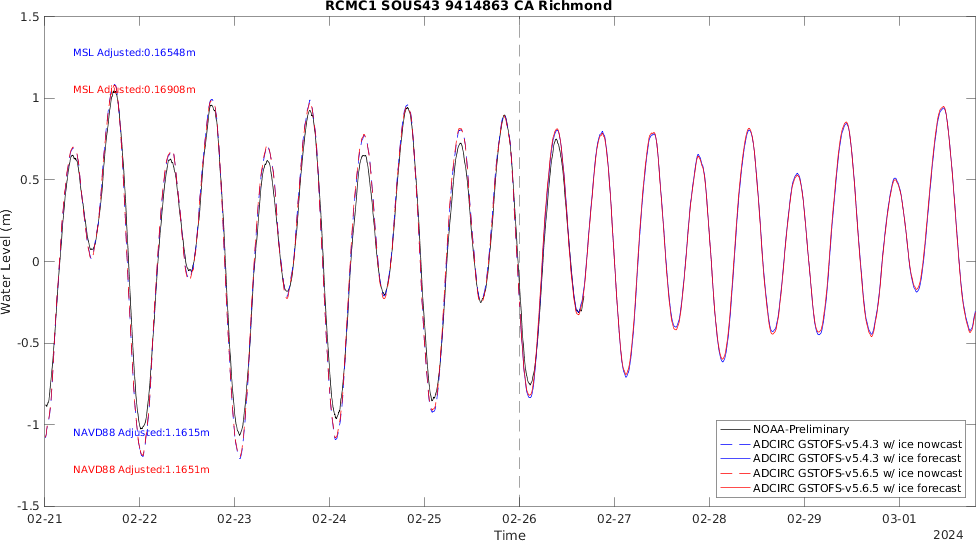 RCMC1 SOUS43 9414863 CA Richmond
1.5
MSL Adjusted:0.16548m
MSL Adjusted:0.16908m
1
0.5
0
Water Level (m)
-0.5
-1
NAVD88 Adjusted:1.1615m
NAVD88 Adjusted:1.1651m
-1.5
NOAA-Preliminary
ADCIRC GSTOFS-v5.4.3 w/ ice nowcast
ADCIRC GSTOFS-v5.4.3 w/ ice forecast
ADCIRC GSTOFS-v5.6.5 w/ ice nowcast
ADCIRC GSTOFS-v5.6.5 w/ ice forecast
02-21 02-22 02-23 02-24 02-25 02-26 02-27 02-28 02-29 03-01
Time
2024